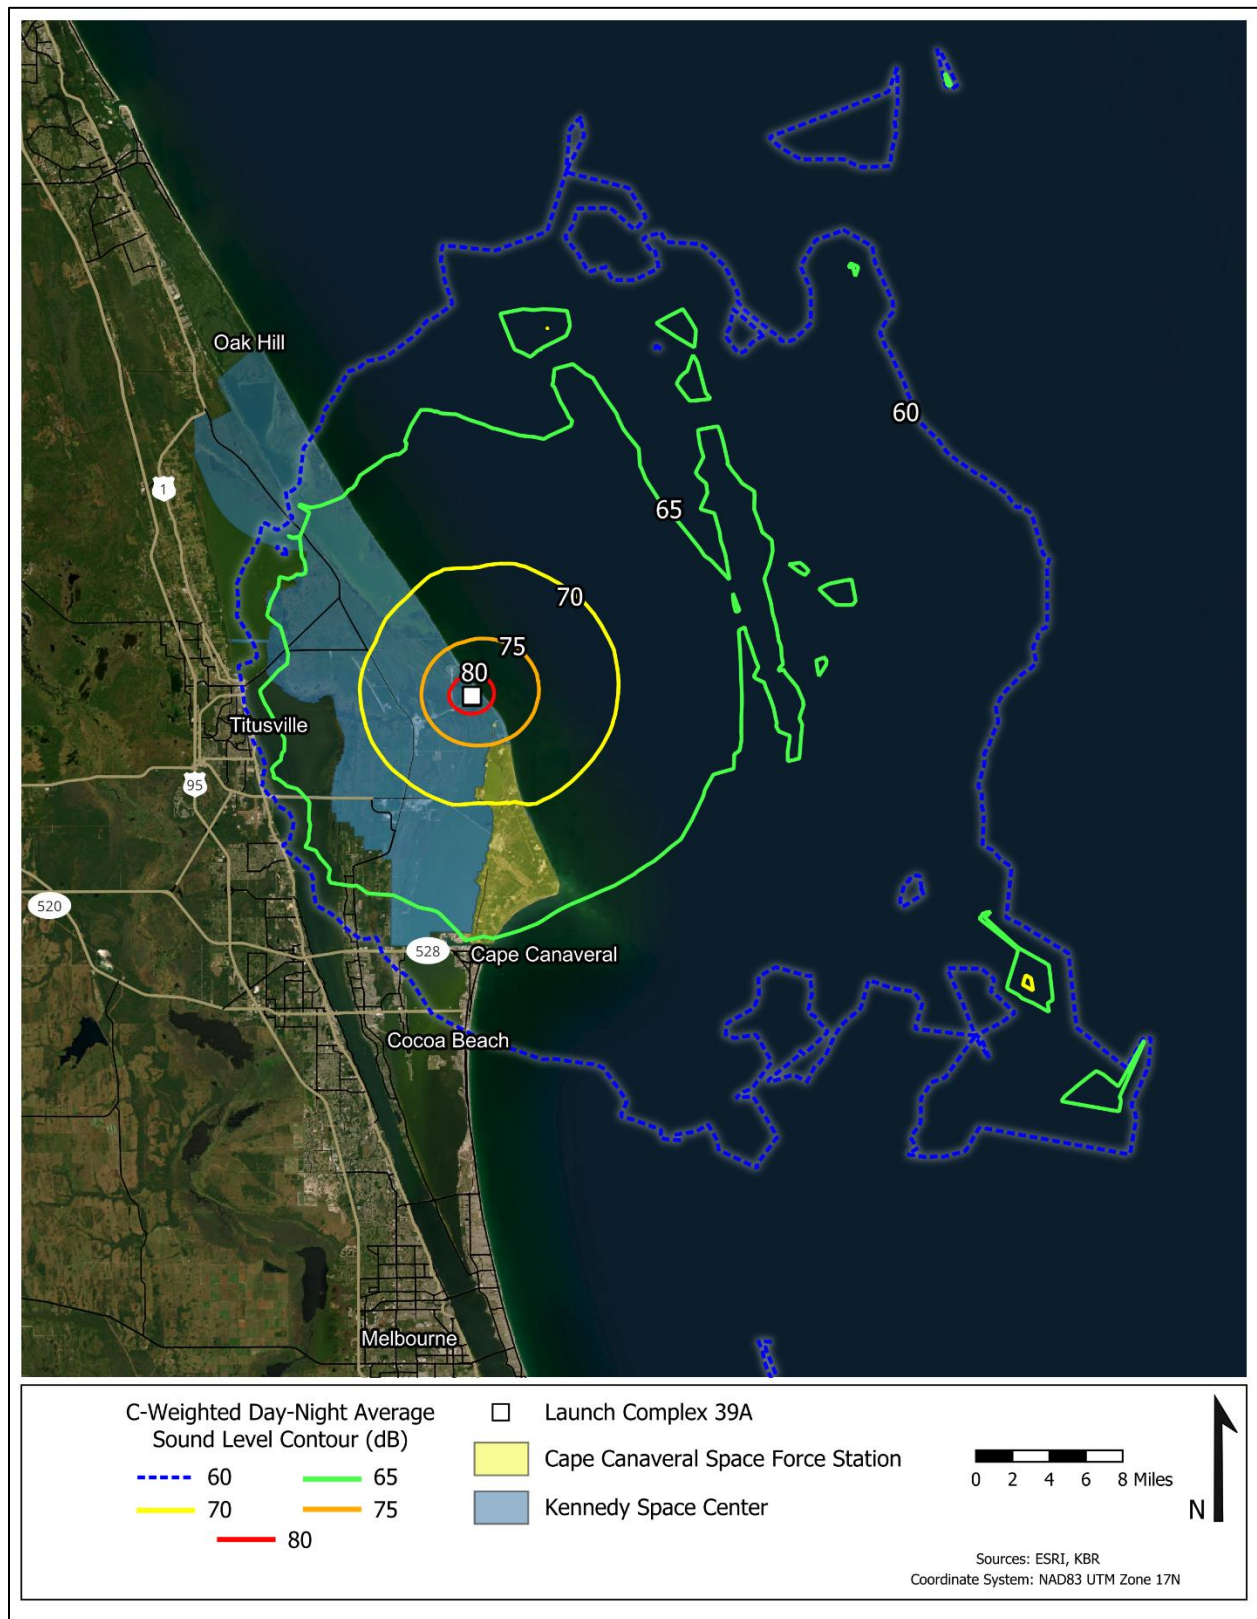 Oak Hill
60
1
65
70
75
80
Titusville
95
520
528
Cape Canaveral
Cocoa Beach
Melbourne
C-Weighted Day-Night Average
Sound Level Contour (dB)
60
65
70
75
80
Launch Complex 39A
Cape Canaveral Space Force Station
Kennedy Space Center
0 2 4 6 8 Miles
N
Sources: ESRI, KBR
Coordinate System: NAD83 UTM Zone 17N